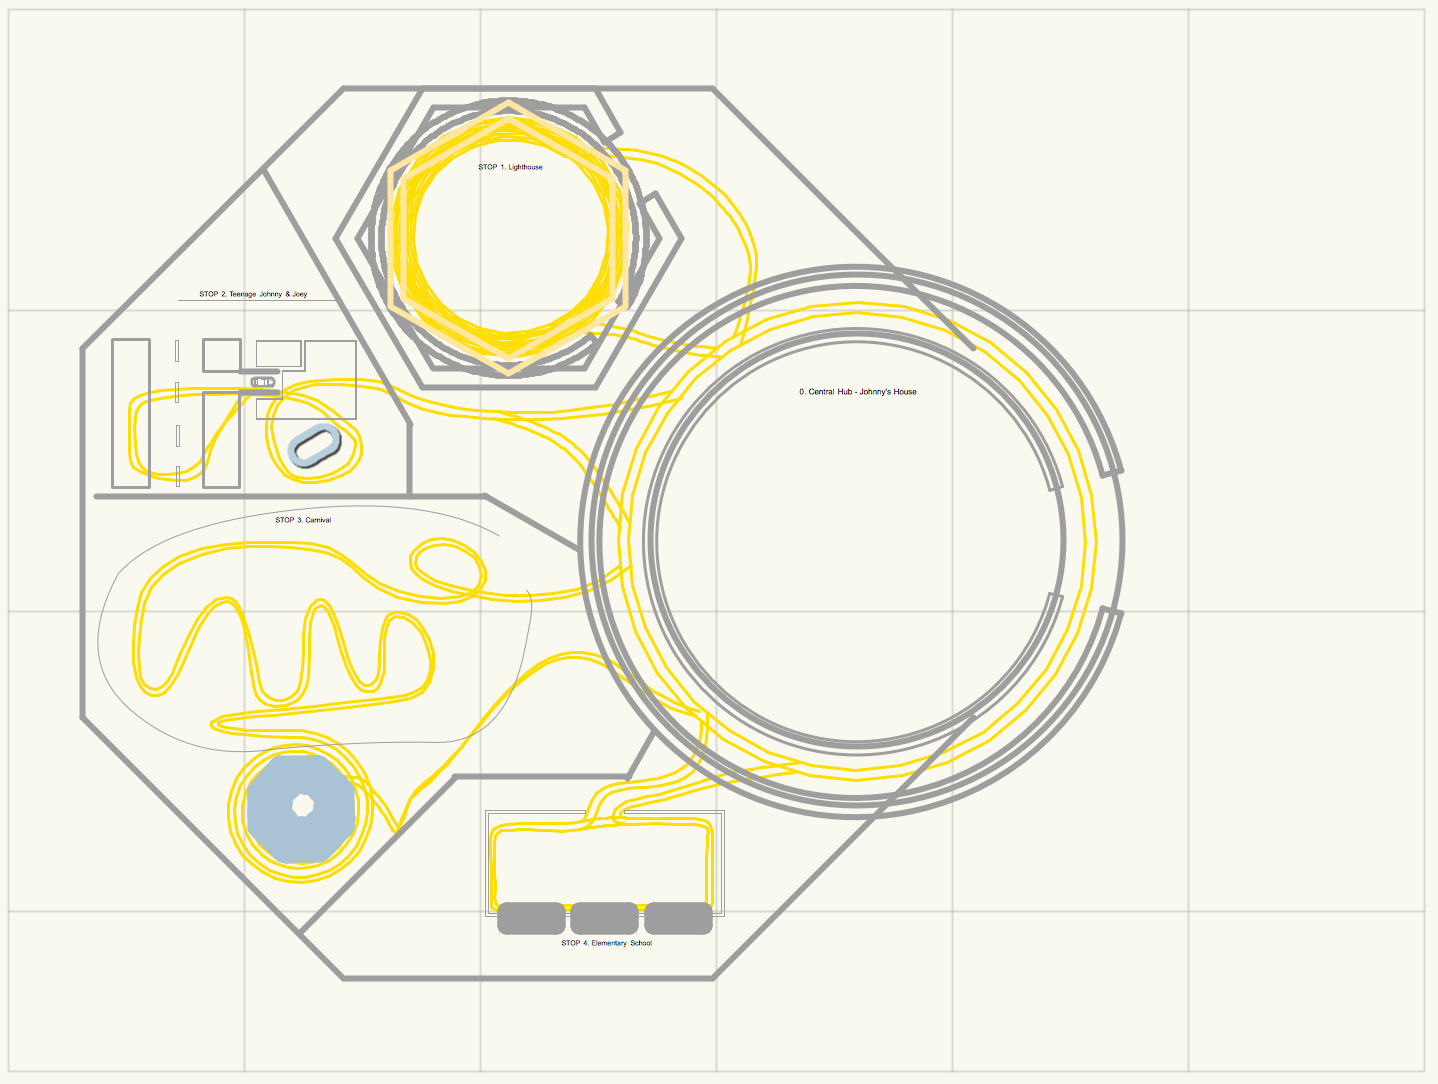 STOP 1. Lighthouse
STOP 2. Teenage Johnny & Joey
0. Central Hub - Johnny's House
STOP 3. Carnival
STOP 4. Elementary School